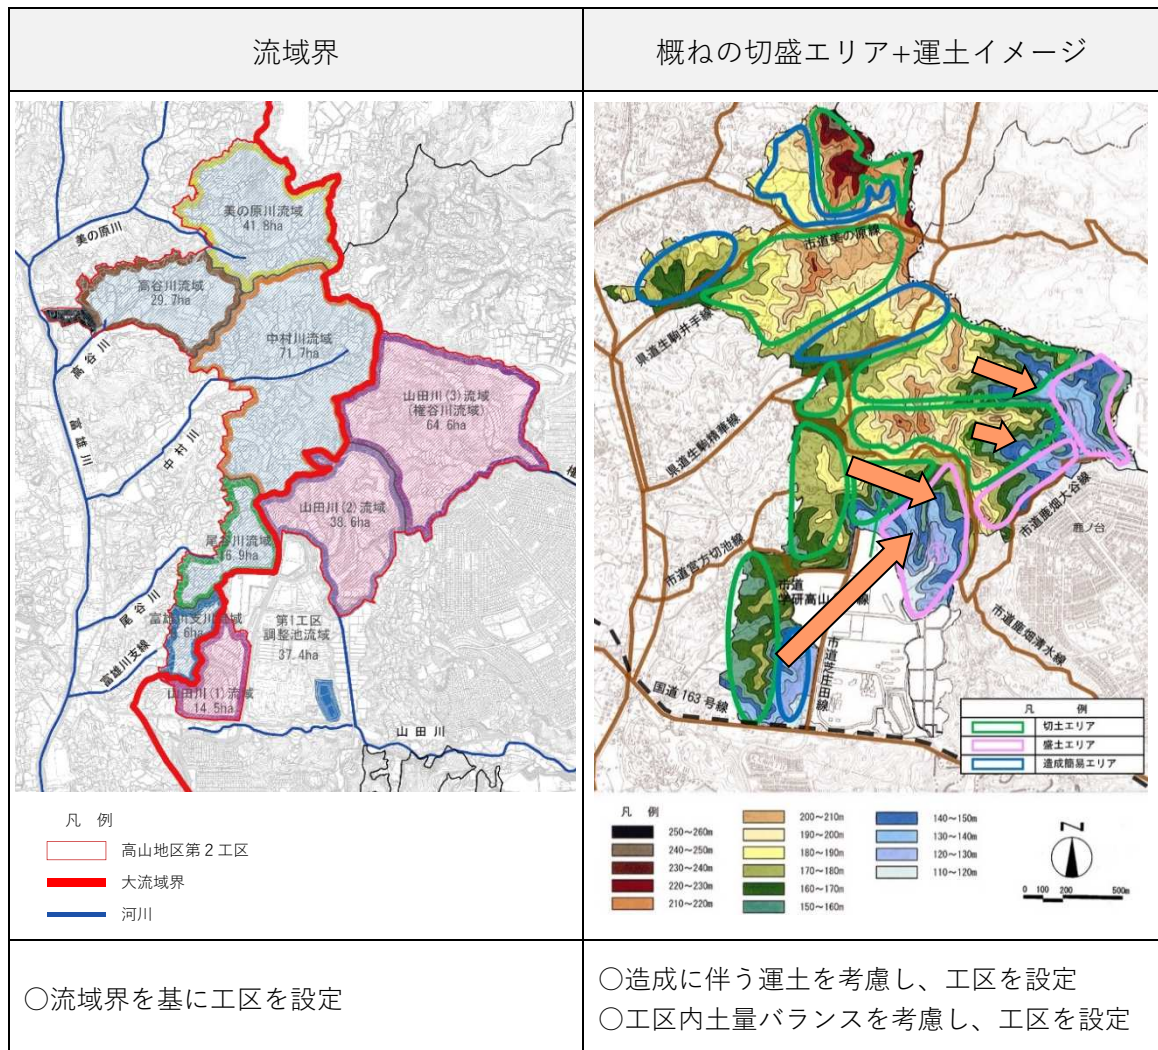 流域界
概ねの切盛エリア+運土イメージ
美の原川流域
41.8ha
美の原川
高谷川流域
29.7ha
高谷川
中村川流域
71.7ha
山田川(3)流域
(権谷川流域)
64.6ha
富雄川
中村川
山田川(2)流域
38.6ha
尾谷川流域
16.9ha
尾谷川
富雄川支線
第1工区
調整池流域
37.4ha
山田川(1)流域
14.5ha
山田川
凡 例
高山地区第2工区
大流域界
河川
市道美の原線
県道生駒井手線
県道生駒精華線
市道鹿畑大谷線
鹿ノ台
市道宮方切池線
市道
学研高山
線
市道芝庄田線
市道鹿畑清水線
国道163号線
凡 例
切土エリア
盛土エリア
造成簡易エリア
凡 例
250~260m
240~250m
230~240m
220~230m
210~220m
200~210m
190~200m
180~190m
170~180m
160~170m
150~160m
140~150m
130~140m
120~130m
110~120m
0 100 200 500m
○流域界を基に工区を設定
○造成に伴う運土を考慮し、工区を設定
○工区内土量バランスを考慮し、工区を設定